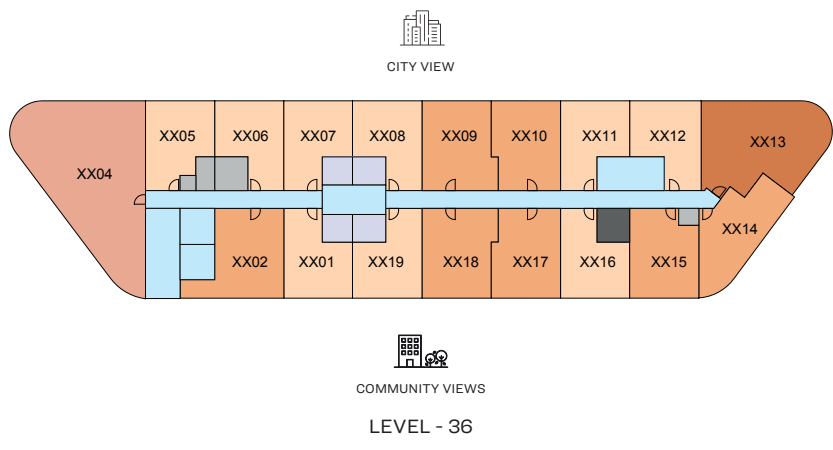 CITY VIEW
XX05
XX06
XX07
XX08
XX09
XX10
XX11
XX12
XX13
XX04
XX14
XX02
XX01
XX19
XX18
XX17
XX16
XX15
COMMUNITY VIEWS
LEVEL - 36